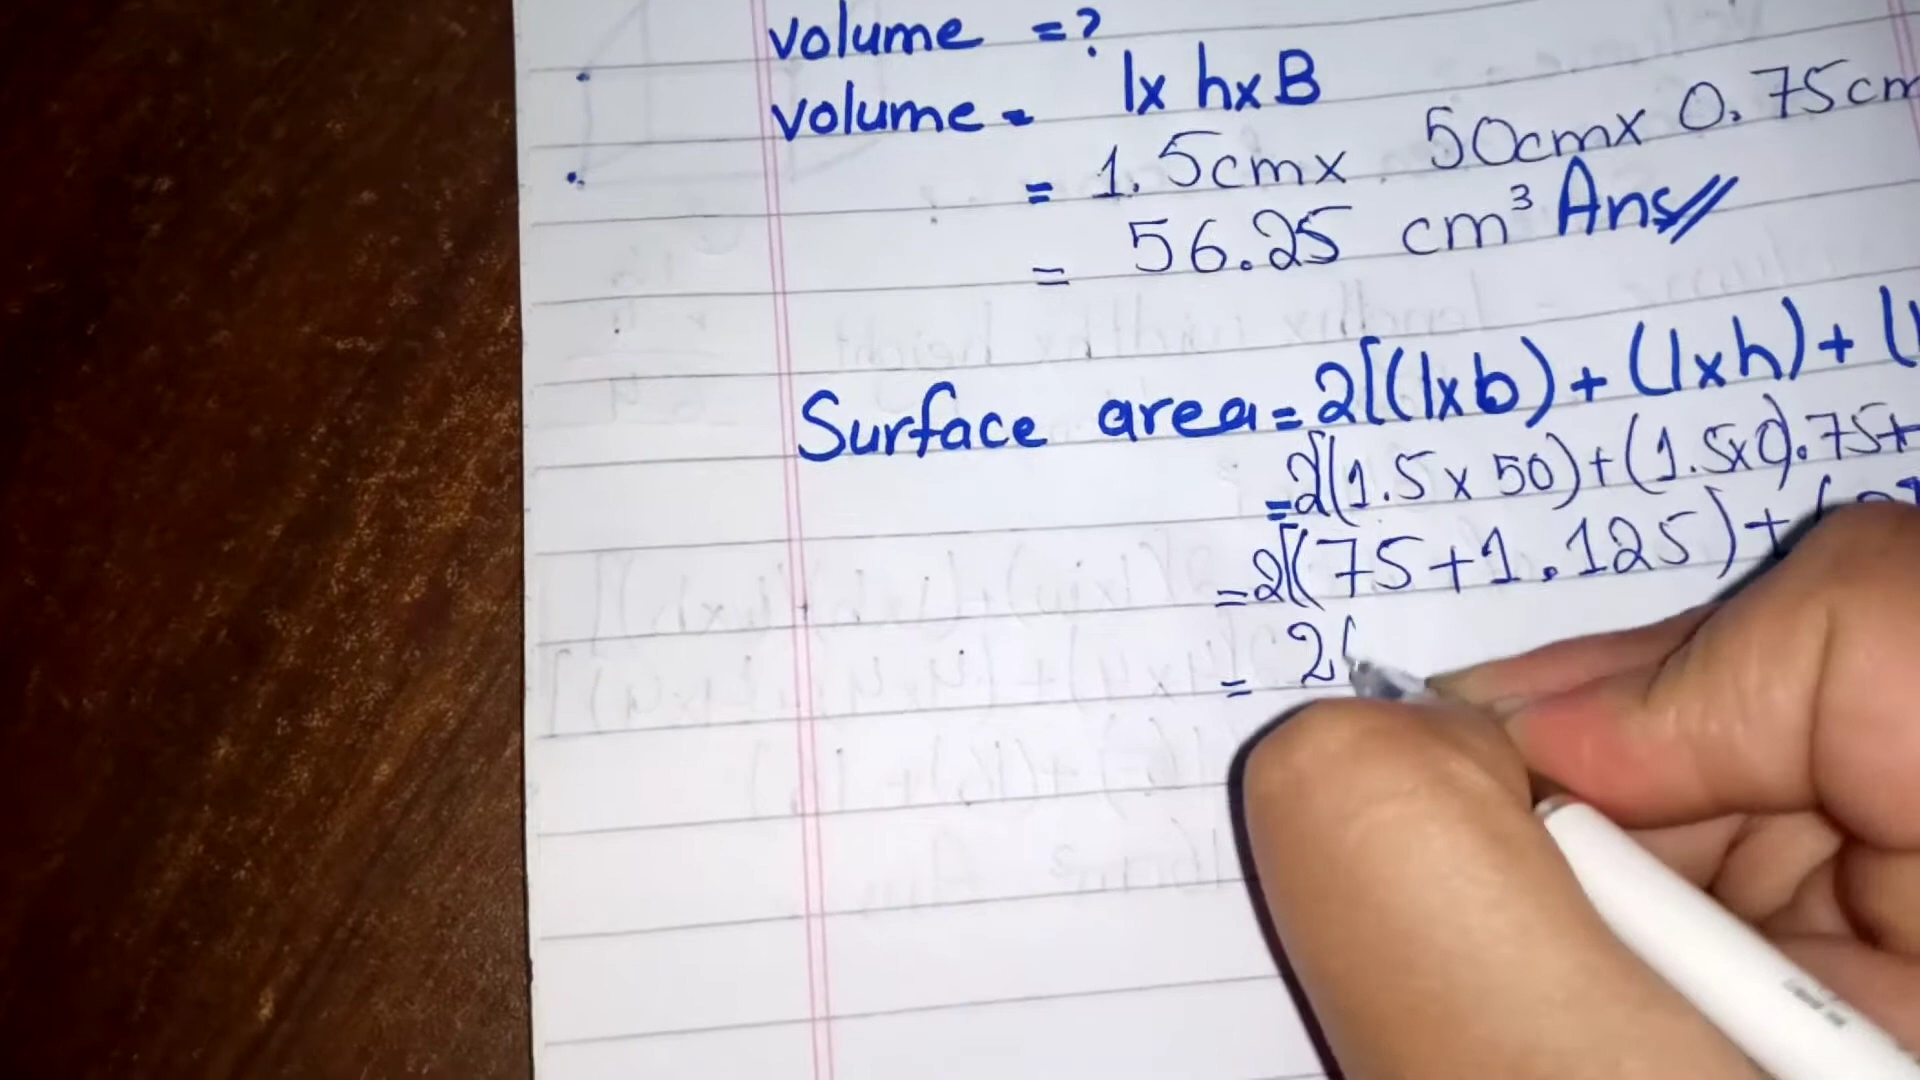 volume = ?
volume = l x h x B
= 1.5cm x 50cm x 0.75cm
= 56.25 cm³ Ans
Surface area = 2[(l x b) + (l x h) + (
= 2(1.5 x 50) + (1.5 x 0.75 +
= 2[(75 + 1.125) + (
= 2(